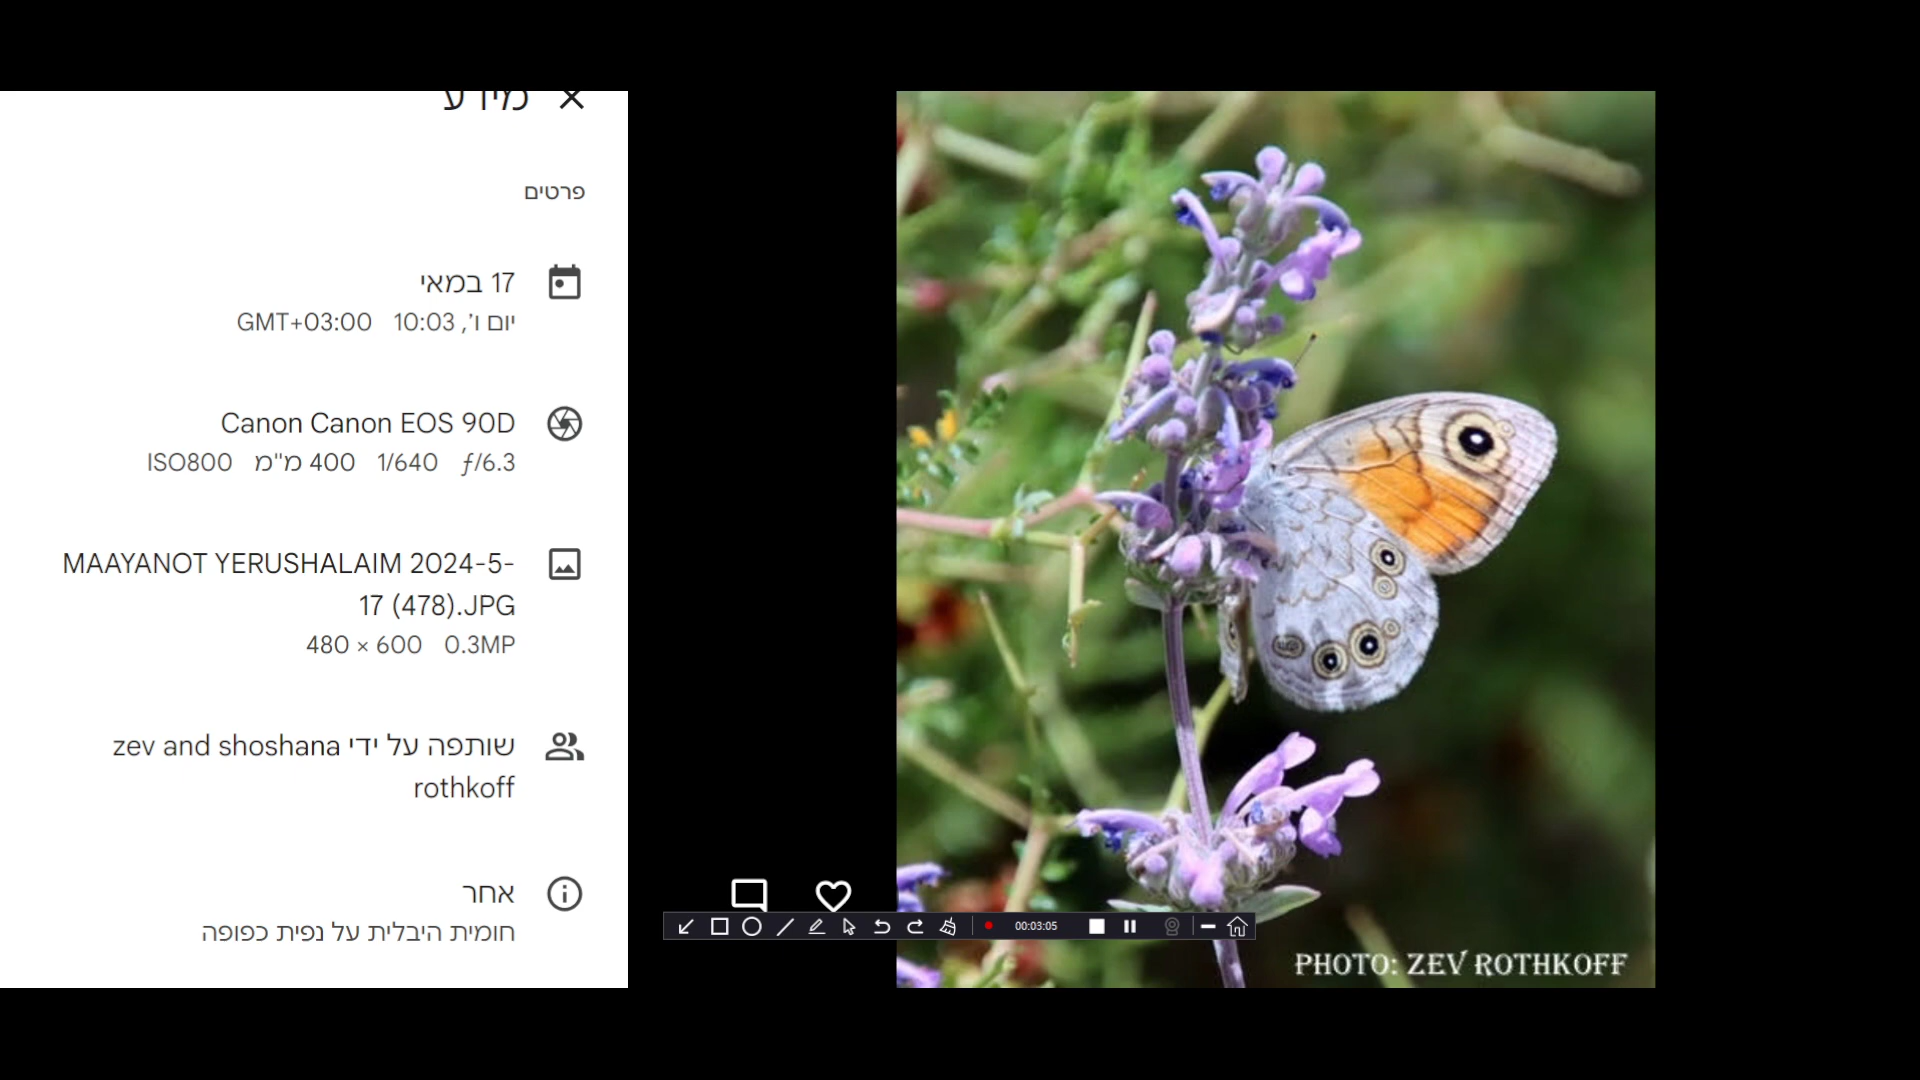 מידע
פרטים
17 במאי
יום ו', 10:03 GMT+03:00
Canon Canon EOS 90D
ƒ/6.3 1/640 400 מ"מ ISO800
MAAYANOT YERUSHALAIM 2024-5-
17 (478).JPG
480 × 600 0.3MP
שותפה על ידי zev and shoshana
rothkoff
אחר
חומית היבלית על נפית כפופה
00:03:05
PHOTO: ZEV ROTHKOFF